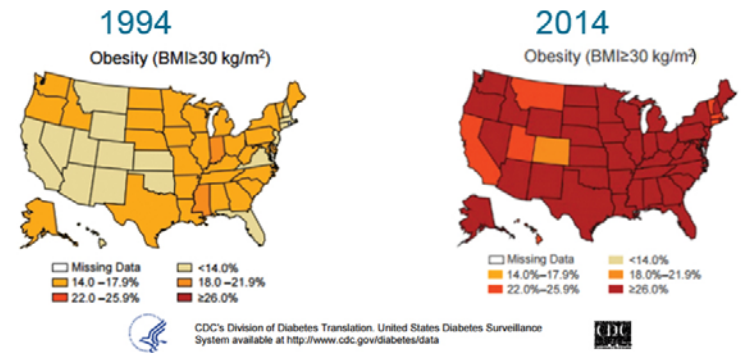 1994
2014
Obesity (BMI≥30 kg/m²)
Obesity (BMI≥30 kg/m²)
Missing Data
<14.0%
14.0 –17.9%
18.0 –21.9%
22.0 –25.9%
≥26.0%
Missing Data
<14.0%
14.0%–17.9%
18.0%–21.9%
22.0%–25.9%
≥26.0%
CDC's Division of Diabetes Translation. United States Diabetes Surveillance
System available at http://www.cdc.gov/diabetes/data
CDC